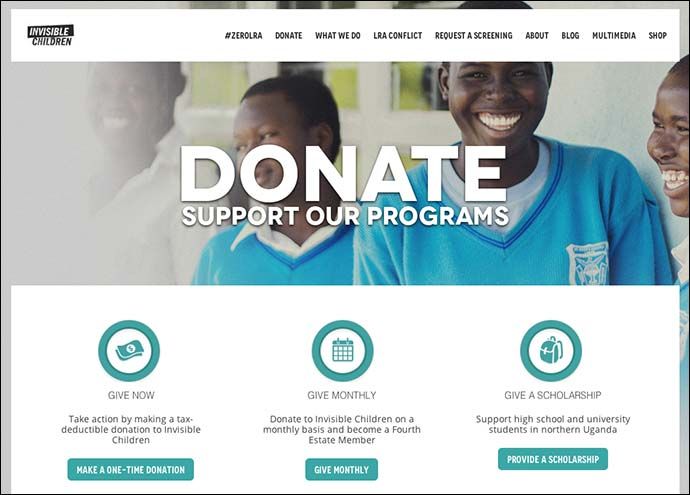 INVISIBLE
CHILDREN
#ZEROLRA DONATE WHAT WE DO LRA CONFLICT REQUEST A SCREENING ABOUT BLOG MULTIMEDIA SHOP
DONATE
SUPPORT OUR PROGRAMS
$
GIVE NOW
Take action by making a tax-
deductible donation to Invisible
Children
MAKE A ONE-TIME DONATION
GIVE MONTHLY
Donate to Invisible Children on a
monthly basis and become a Fourth
Estate Member
GIVE MONTHLY
GIVE A SCHOLARSHIP
Support high school and university
students in northern Uganda
PROVIDE A SCHOLARSHIP